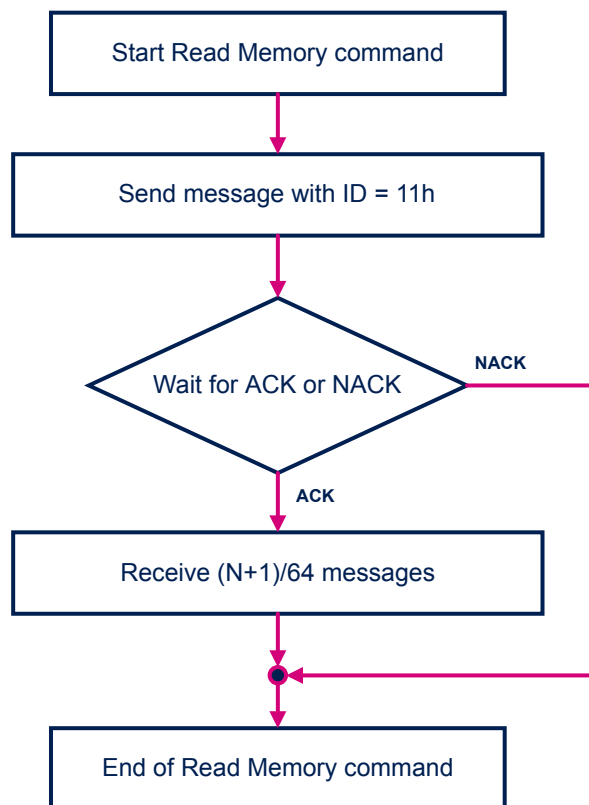 Start Read Memory command
Send message with ID = 11h
Wait for ACK or NACK
NACK
ACK
Receive (N+1)/64 messages
End of Read Memory command